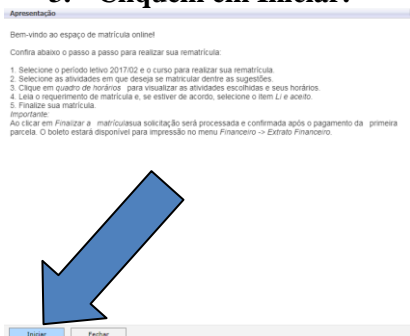 3. Cliquem em Iniciar.
Apresentação
Bem-vindo ao espaço de matrícula online!
Confira abaixo o passo a passo para realizar sua rematrícula:
1. Selecione o período letivo 2017/02 e o curso para realizar sua rematrícula.
2. Selecione as atividades em que deseja se matricular dentre as sugestões.
3. Clique em quadro de horários para visualizar as atividades escolhidas e seus horários.
4. Leia o requerimento de matrícula e, se estiver de acordo, selecione o item Li e aceito.
5. Finalize sua matrícula.
Importante:
Ao clicar em Finalizar a matrículasua solicitação será processada e confirmada após o pagamento da primeira
parcela. O boleto estará disponível para impressão no menu Financeiro -> Extrato Financeiro.
Iniciar Fechar